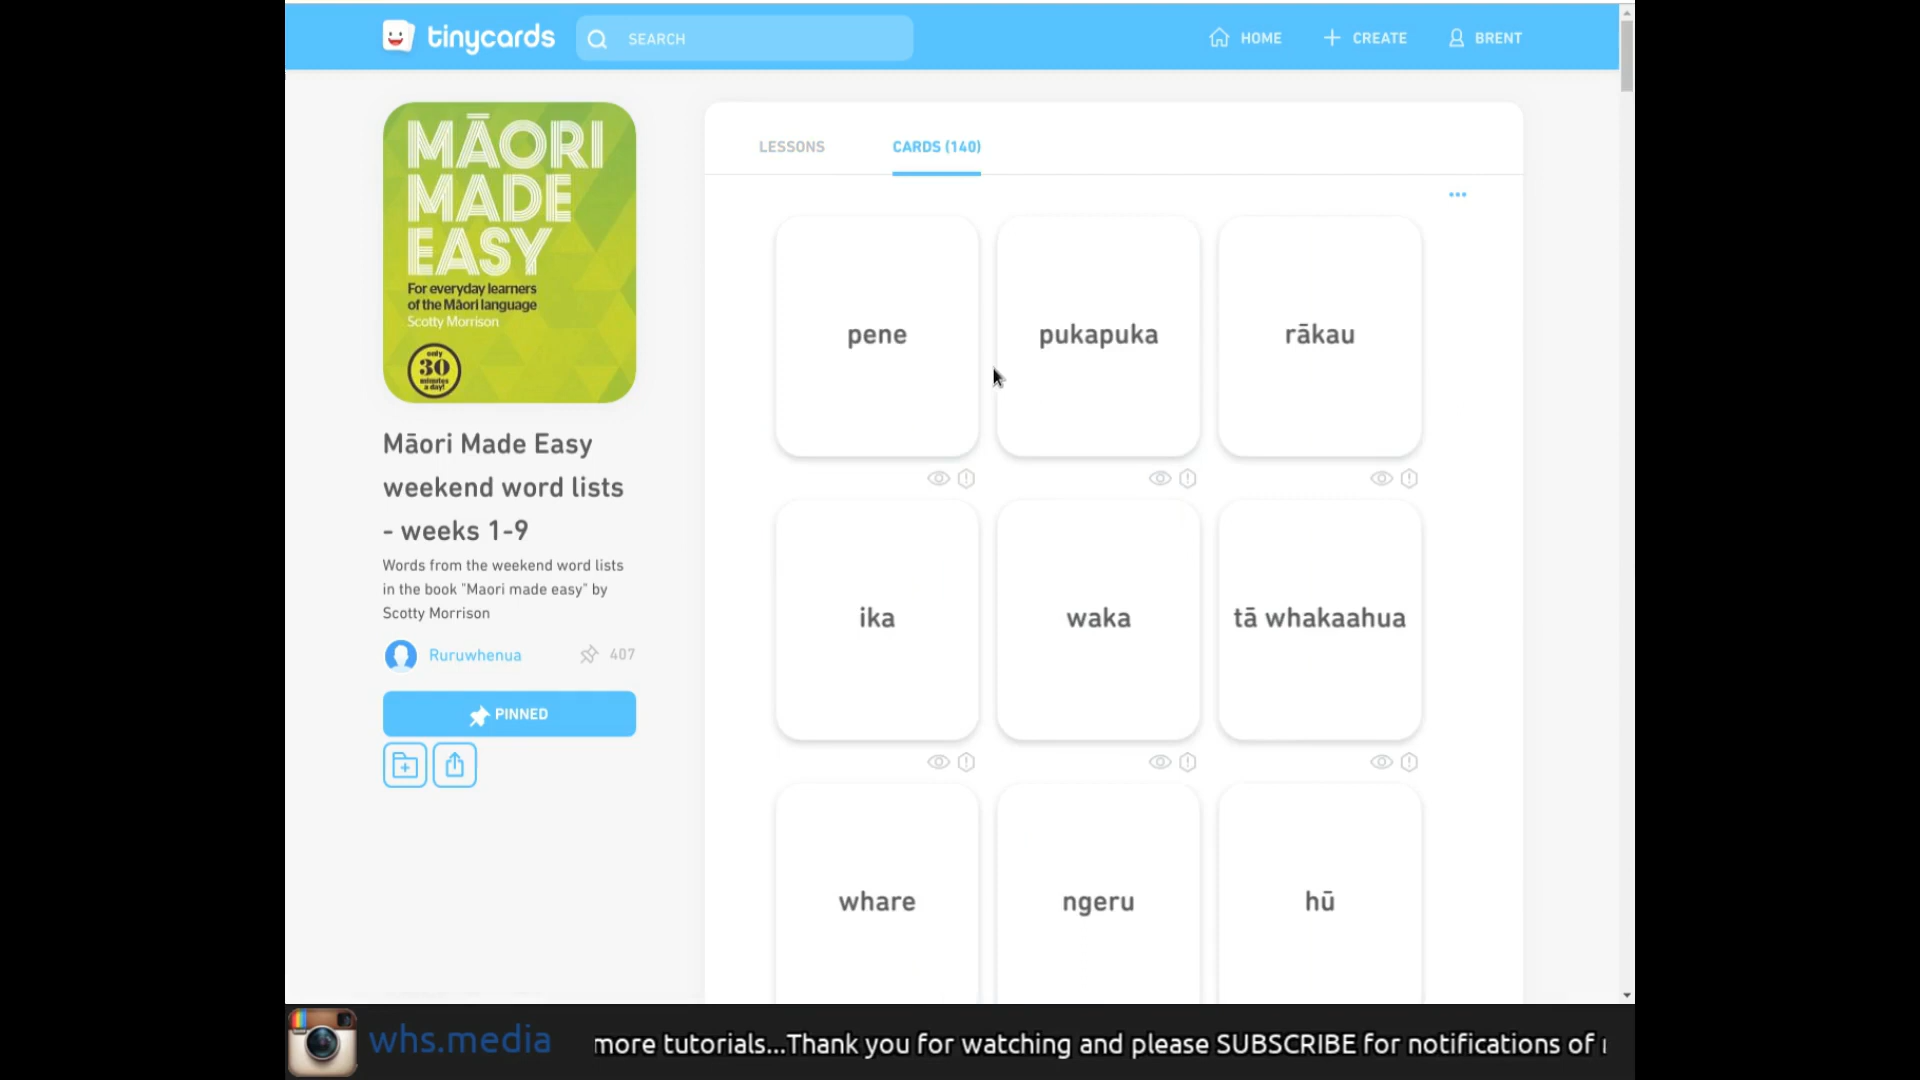 tinycards
SEARCH
HOME
CREATE
BRENT
MĀORI
MADE
EASY
For everyday learners
of the Māori language
Scotty Morrison
only
30
minutes
a day!
Māori Made Easy
weekend word lists
- weeks 1-9
Words from the weekend word lists
in the book "Maori made easy" by
Scotty Morrison
Ruruwhenua
407
PINNED
LESSONS
CARDS (140)
pene
pukapuka
rākau
ika
waka
tā whakaahua
whare
ngeru
hū
whs.media
more tutorials...Thank you for watching and please SUBSCRIBE for notifications of